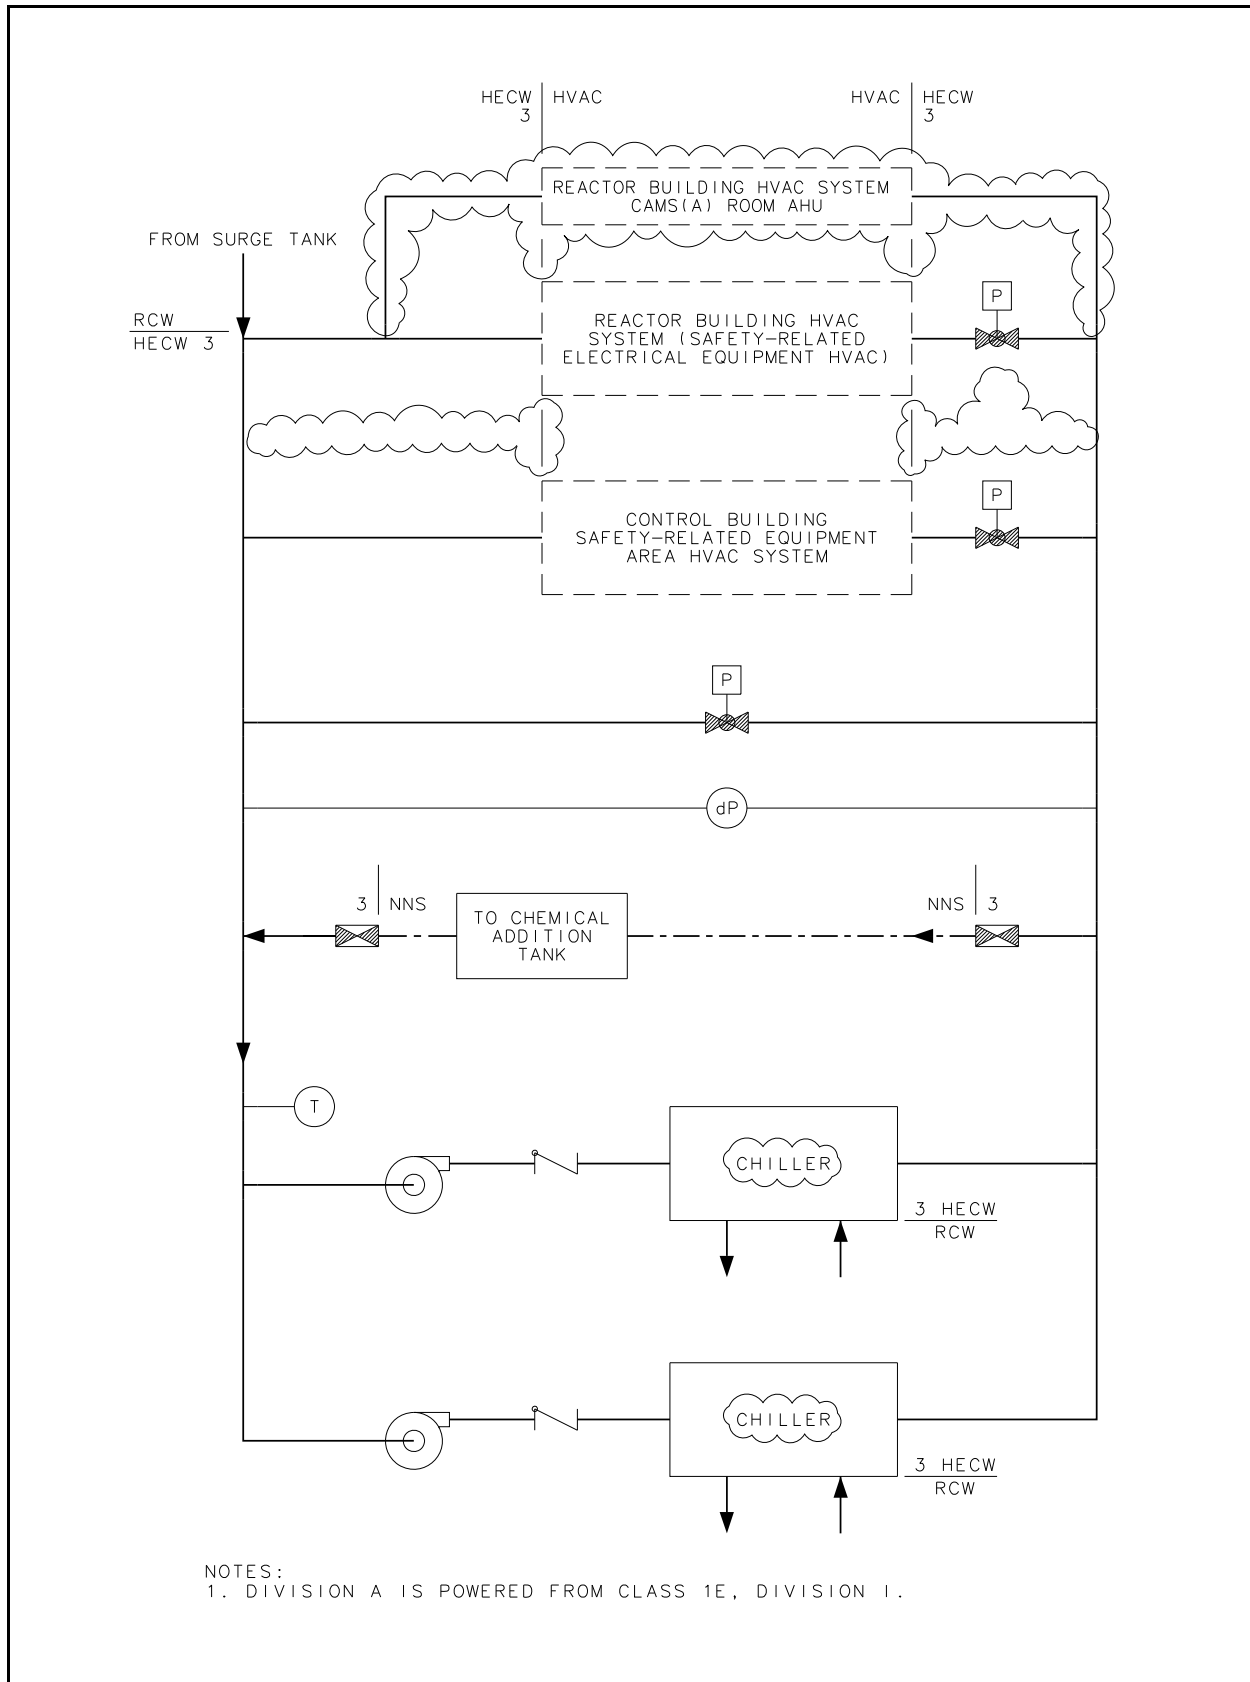 HECW HVAC
3
HVAC HECW
3
REACTOR BUILDING HVAC SYSTEM
CAMS(A) ROOM AHU
FROM SURGE TANK
RCW
HECW 3
REACTOR BUILDING HVAC
SYSTEM (SAFETY-RELATED
ELECTRICAL EQUIPMENT HVAC)
P
CONTROL BUILDING
SAFETY-RELATED EQUIPMENT
AREA HVAC SYSTEM
P
P
dP
3 NNS
TO CHEMICAL
ADDITION
TANK
NNS 3
T
CHILLER
3 HECW
RCW
CHILLER
3 HECW
RCW
NOTES:
1. DIVISION A IS POWERED FROM CLASS 1E, DIVISION I.